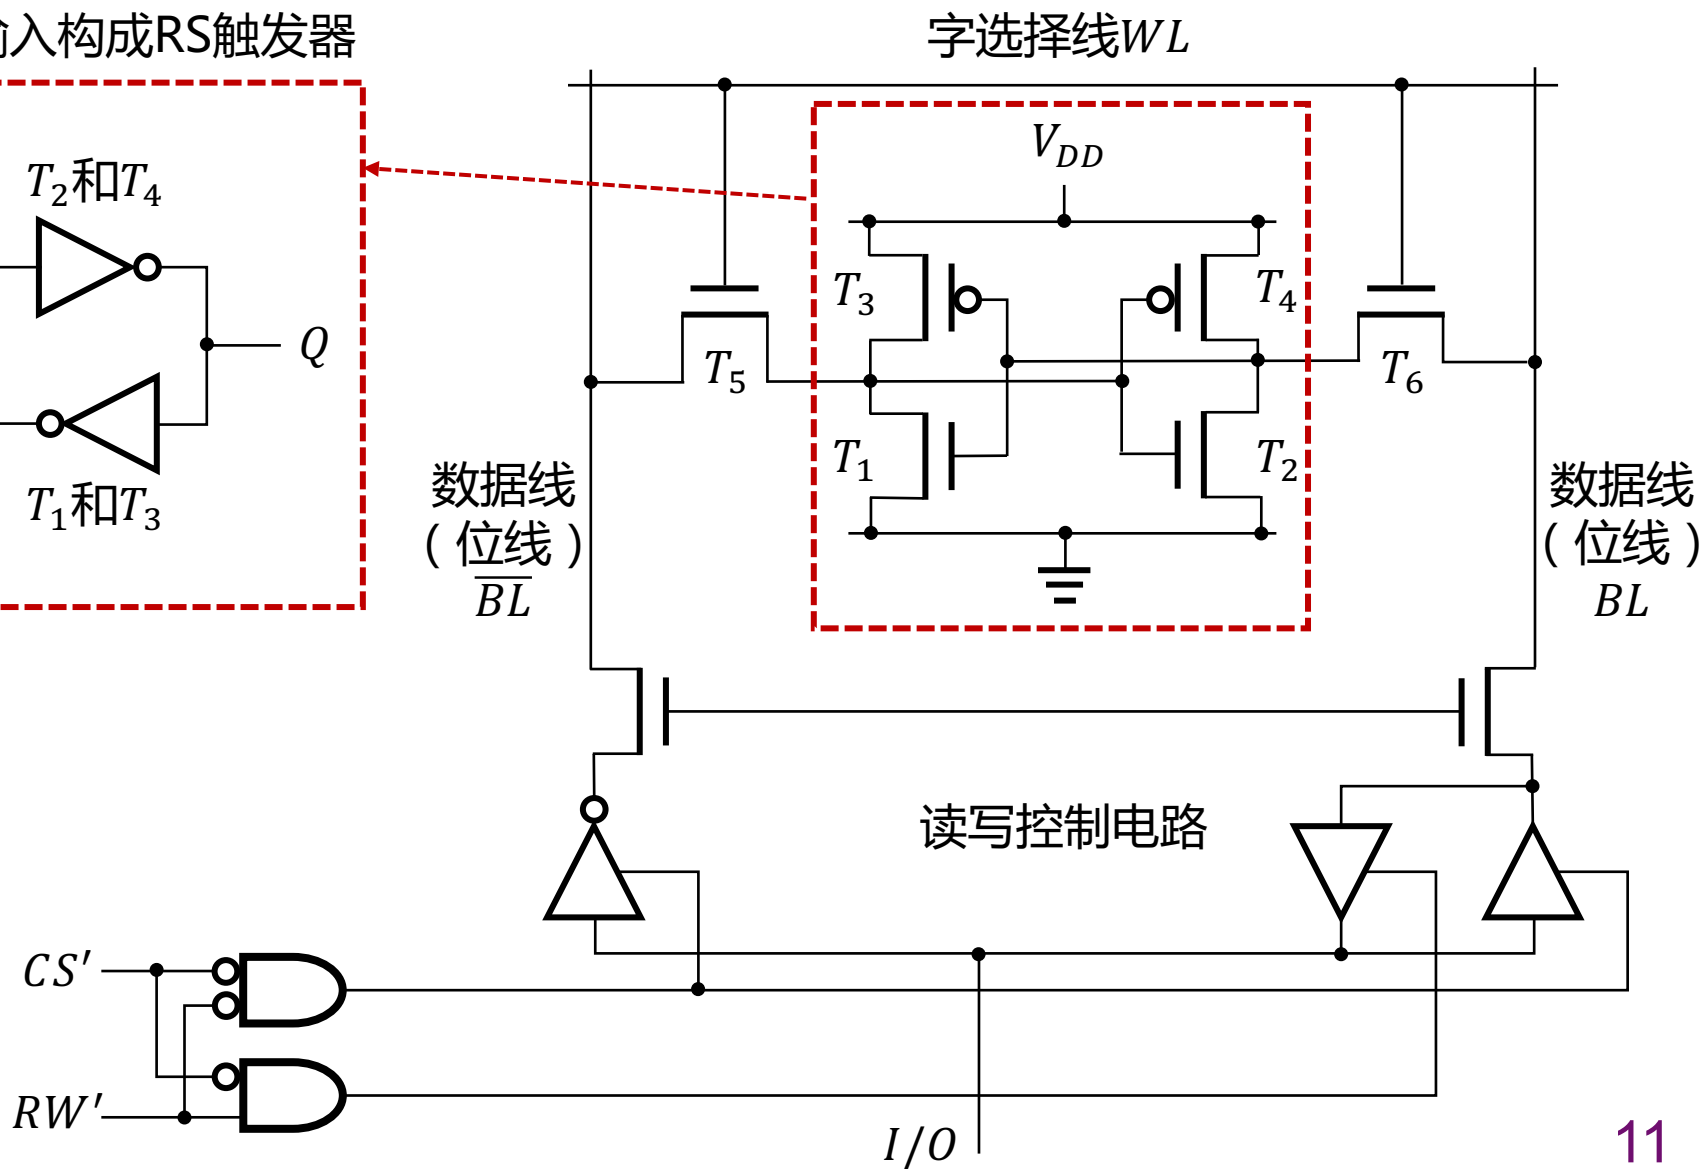 入构成RS触发器
字选择线WL
V_DD
T₂和T₄
T₃
T₄
Q
T₅
T₆
T₁
T₂
T₁和T₃
数据线
（位线）
B̅L̅
数据线
（位线）
BL
读写控制电路
CS′
RW′
I/O
11